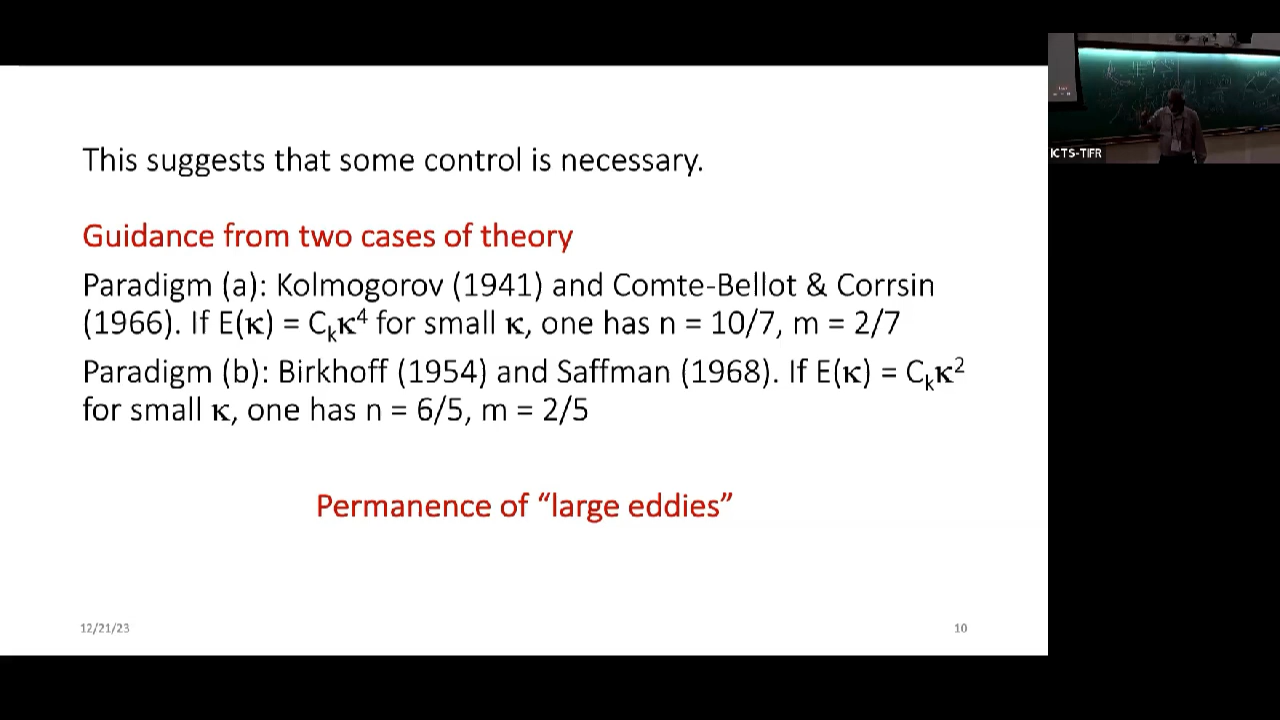 This suggests that some control is necessary.
Guidance from two cases of theory
Paradigm (a): Kolmogorov (1941) and Comte-Bellot & Corrsin
(1966). If E(κ) = Cₖκ⁴ for small κ, one has n = 10/7, m = 2/7
Paradigm (b): Birkhoff (1954) and Saffman (1968). If E(κ) = Cₖκ²
for small κ, one has n = 6/5, m = 2/5
Permanence of “large eddies”
12/21/23
10
ICTS-TIFR